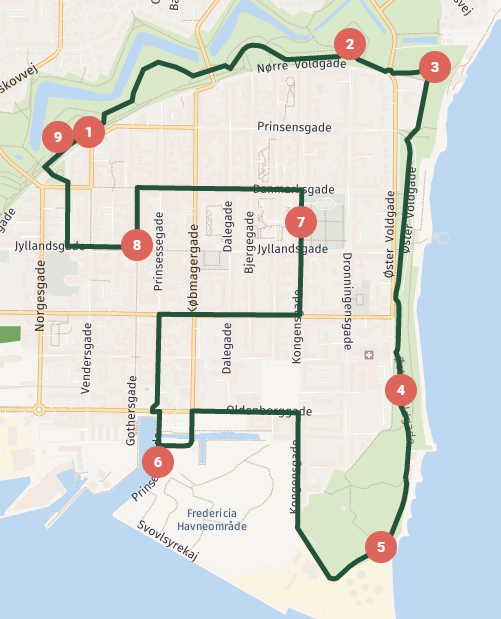 skovvej
2
Nørre Voldgade
3
9
1
Prinsensgade
Danmarksgade
7
Jyllandsgade
8
Jyllandsgade
Prinsessegade
Købmagergade
Dalegade
Bjergegade
Øster Voldgade
Øster Voldgade
Norgesgade
Vendersgade
Gothersgade
Dalegade
Kongensgade
Dronningensgade
4
Oldenborggade
6
Kongensgade
Fredericia
Havneområde
Svovlsyrekaj
5